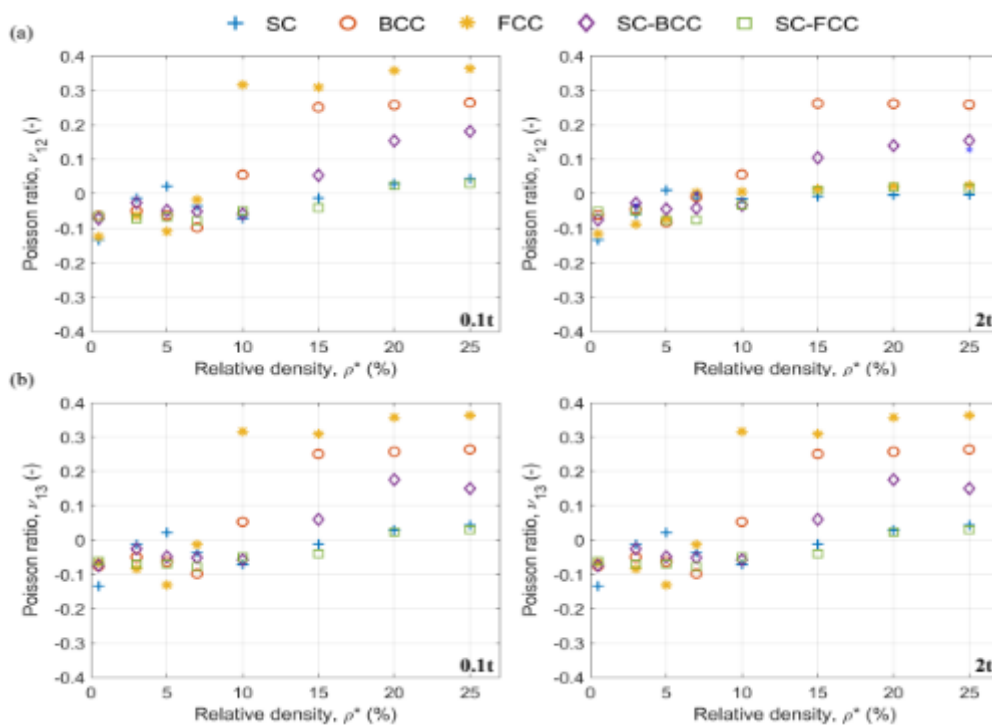 SC BCC FCC SC-BCC SC-FCC
(a)
0.4 0.3 0.2 0.1 0 -0.1 -0.2 -0.3 -0.4
Poisson ratio, ν12 (-)
0.1t
0 5 10 15 20 25
Relative density, ρ* (%)
0.4 0.3 0.2 0.1 0 -0.1 -0.2 -0.3 -0.4
Poisson ratio, ν12 (-)
2t
0 5 10 15 20 25
Relative density, ρ* (%)
(b)
0.4 0.3 0.2 0.1 0 -0.1 -0.2 -0.3 -0.4
Poisson ratio, ν13 (-)
0.1t
0 5 10 15 20 25
Relative density, ρ* (%)
0.4 0.3 0.2 0.1 0 -0.1 -0.2 -0.3 -0.4
Poisson ratio, ν13 (-)
2t
0 5 10 15 20 25
Relative density, ρ* (%)